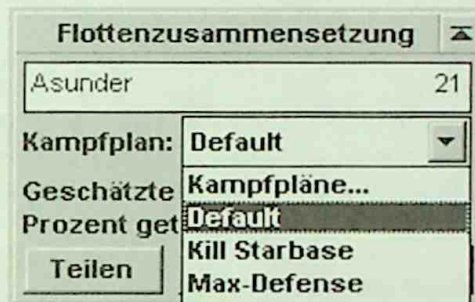 Flottenzusammensetzung
Asunder 21
Kampfplan: Default
Kampfpläne...
Geschätzte
Default
Prozent get
Kill Starbase
Teilen
Max-Defense